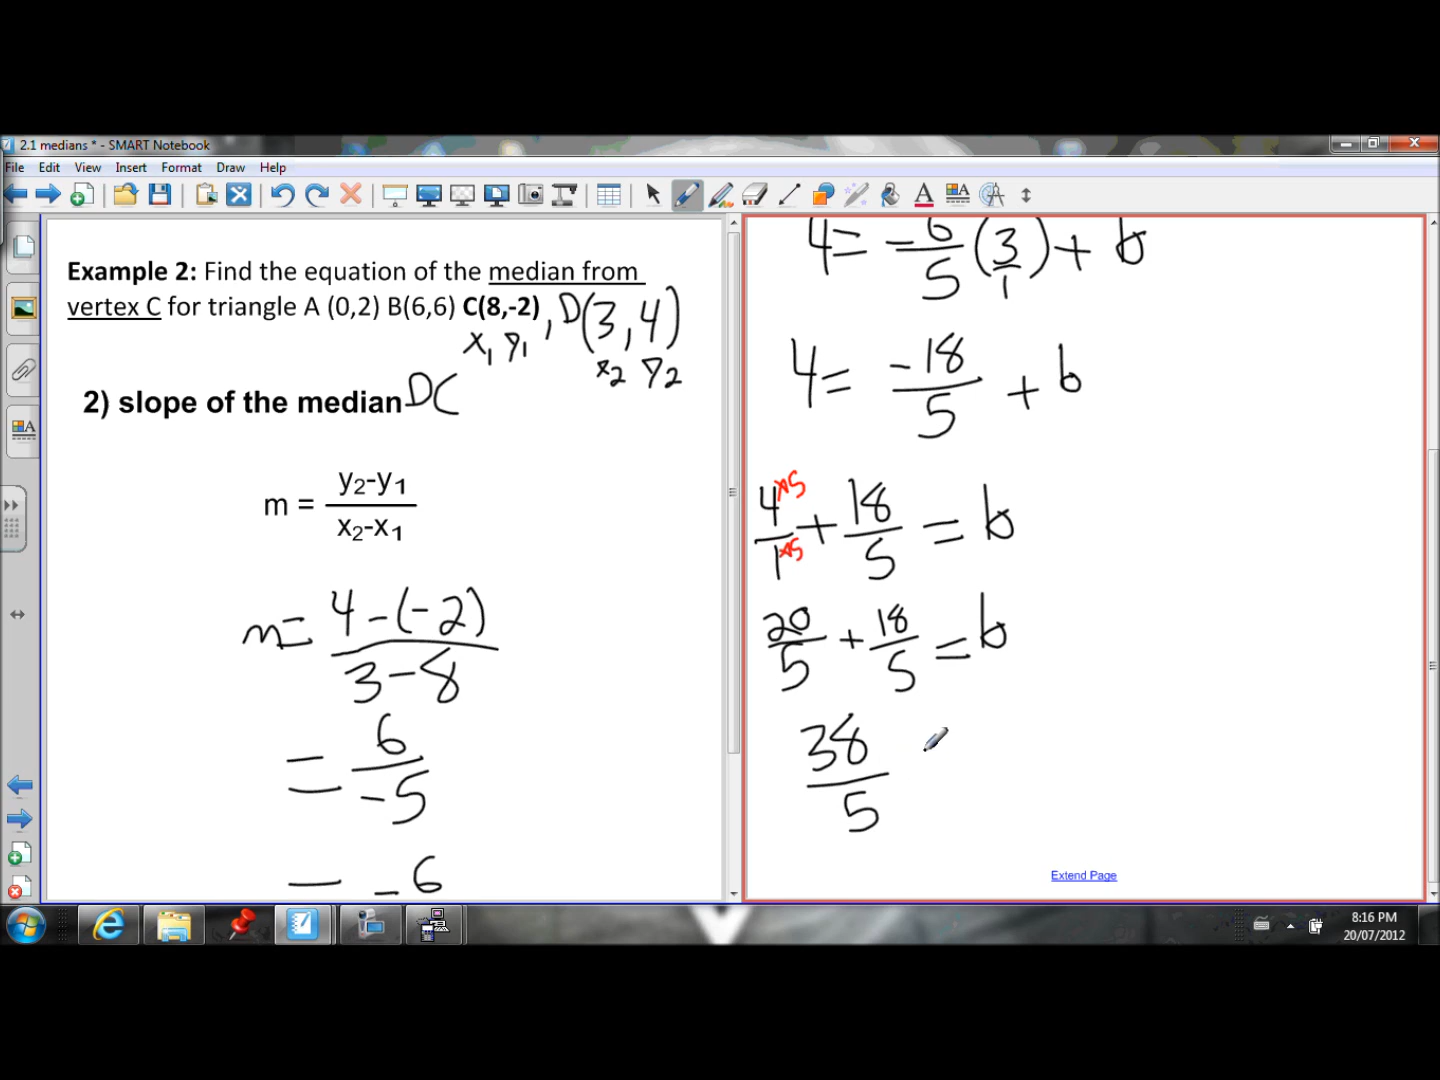 2.1 medians * - SMART Notebook
File Edit View Insert Format Draw Help
Example 2: Find the equation of the median from
vertex C for triangle A (0,2) B(6,6) C(8,-2) , D(3,4)
x₁ y₁ x₂ y₂
2) slope of the median DC
m = y₂-y₁
x₂-x₁
m= 4-(-2)
3-8
= 6
-5
= -6
4= -6/5 (3/1) + b
4= -18/5 + b
4×5/1×5 + 18/5 = b
20/5 + 18/5 = b
38
5
Extend Page
8:16 PM
20/07/2012